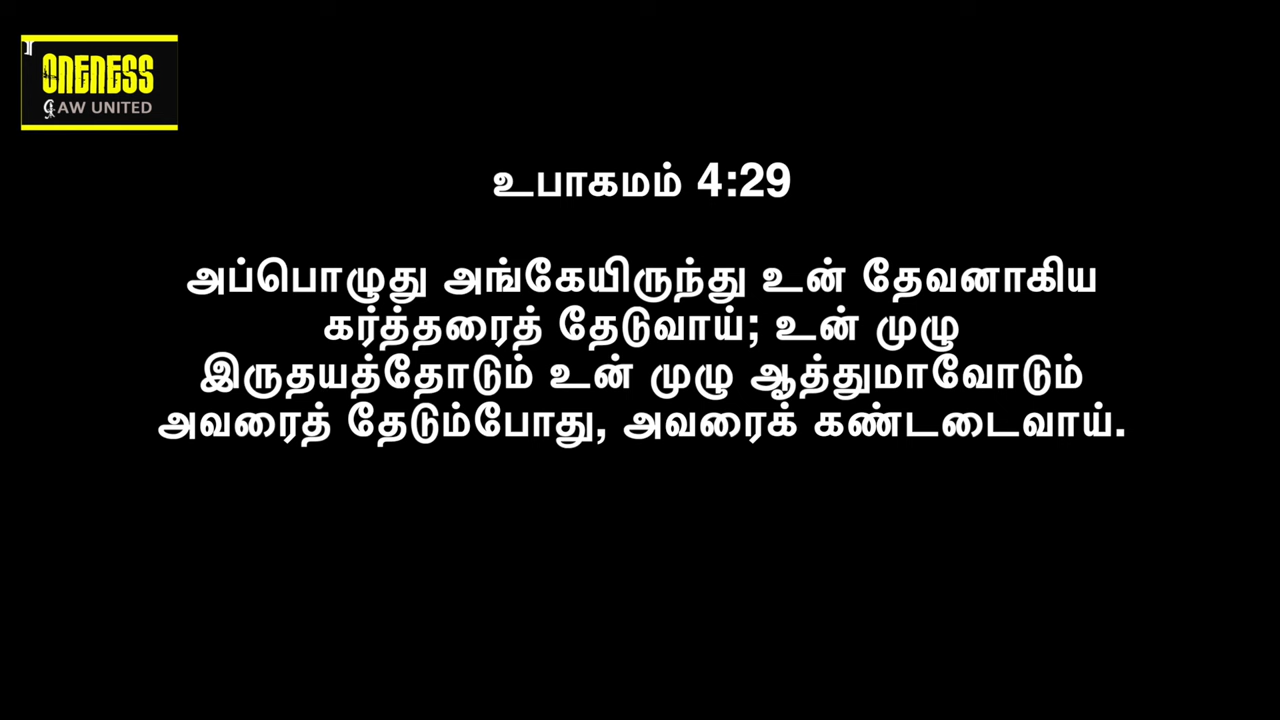 ONENESS
AW UNITED
உபாகமம் 4:29
அப்பொழுது அங்கேயிருந்து உன் தேவனாகிய
கர்த்தரைத் தேடுவாய்; உன் முழு
இருதயத்தோடும் உன் முழு ஆத்துமாவோடும்
அவரைத் தேடும்போது, அவரைக் கண்டடைவாய்.